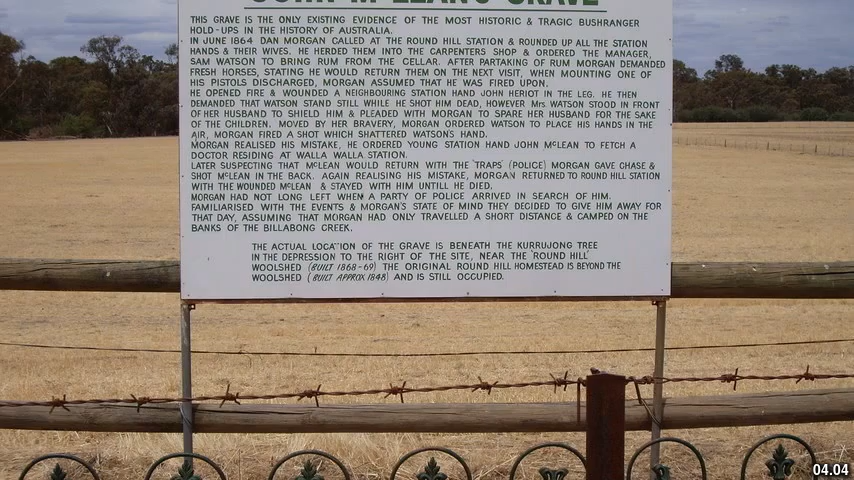 JOHN McLEAN'S GRAVE
THIS GRAVE IS THE ONLY EXISTING EVIDENCE OF THE MOST HISTORIC & TRAGIC BUSHRANGER
HOLD-UPS IN THE HISTORY OF AUSTRALIA.
IN JUNE 1864 DAN MORGAN CALLED AT THE ROUND HILL STATION & ROUNDED UP ALL THE STATION
HANDS & THEIR WIVES. HE HERDED THEM INTO THE CARPENTERS SHOP & ORDERED THE MANAGER,
SAM WATSON TO BRING RUM FROM THE CELLAR. AFTER PARTAKING OF RUM MORGAN DEMANDED
FRESH HORSES, STATING HE WOULD RETURN THEM ON THE NEXT VISIT, WHEN MOUNTING ONE OF
HIS PISTOLS DISCHARGED, MORGAN ASSUMED THAT HE WAS FIRED UPON.
HE OPENED FIRE & WOUNDED A NEIGHBOURING STATION HAND JOHN HERIOT IN THE LEG. HE THEN
DEMANDED THAT WATSON STAND STILL WHILE HE SHOT HIM DEAD, HOWEVER Mrs. WATSON STOOD IN FRONT
OF HER HUSBAND TO SHIELD HIM & PLEADED WITH MORGAN TO SPARE HER HUSBAND FOR THE SAKE
OF THE CHILDREN. MOVED BY HER BRAVERY, MORGAN ORDERED WATSON TO PLACE HIS HANDS IN THE
AIR, MORGAN FIRED A SHOT WHICH SHATTERED WATSON'S HAND.
MORGAN REALISED HIS MISTAKE, HE ORDERED YOUNG STATION HAND JOHN McLEAN TO FETCH A
DOCTOR RESIDING AT WALLA WALLA STATION.
LATER SUSPECTING THAT McLEAN WOULD RETURN WITH THE 'TRAPS' (POLICE) MORGAN GAVE CHASE &
SHOT McLEAN IN THE BACK. AGAIN REALISING HIS MISTAKE, MORGAN RETURNED TO ROUND HILL STATION
WITH THE WOUNDED McLEAN & STAYED WITH HIM UNTILL HE DIED.
MORGAN HAD NOT LONG LEFT WHEN A PARTY OF POLICE ARRIVED IN SEARCH OF HIM.
FAMILIARISED WITH THE EVENTS & MORGAN'S STATE OF MIND THEY DECIDED TO GIVE HIM AWAY FOR
THAT DAY, ASSUMING THAT MORGAN HAD ONLY TRAVELLED A SHORT DISTANCE & CAMPED ON THE
BANKS OF THE BILLABONG CREEK.
THE ACTUAL LOCATION OF THE GRAVE IS BENEATH THE KURRUJONG TREE
IN THE DEPRESSION TO THE RIGHT OF THE SITE, NEAR THE 'ROUND HILL'
WOOLSHED (BUILT 1868-69) THE ORIGINAL ROUND HILL HOMESTEAD IS BEYOND THE
WOOLSHED (BUILT APPROX 1848) AND IS STILL OCCUPIED.
04.04